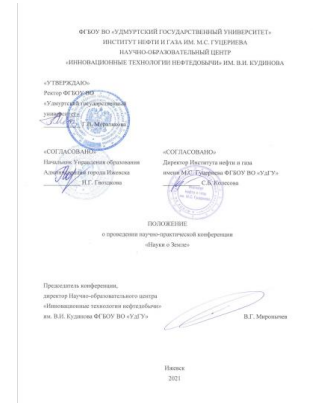 ФГБОУ ВО «УДМУРТСКИЙ ГОСУДАРСТВЕННЫЙ УНИВЕРСИТЕТ»
ИНСТИТУТ НЕФТИ И ГАЗА ИМ. М.С. ГУЦЕРИЕВА
НАУЧНО-ОБРАЗОВАТЕЛЬНЫЙ ЦЕНТР
«ИННОВАЦИОННЫЕ ТЕХНОЛОГИИ НЕФТЕДОБЫЧИ» ИМ. В.И. КУДИНОВА
«УТВЕРЖДАЮ»
Ректор ФГБОУ ВО
«Удмуртский государственный
университет»
Г.В. Мерзлякова
«СОГЛАСОВАНО»
Начальник Управления образования
Администрации города Ижевска
И.Г.
«СОГЛАСОВАНО»
Директор Института нефти и газа
имени М.С. Гуцериева ФГБОУ ВО «УдГУ»
С.Б. Колесова
ПОЛОЖЕНИЕ
о проведении научно-практической конференции
«Науки о Земле»
Председатель конференции,
директор Научно-образовательного центра
«Инновационные технологии нефтедобычи»
им. В.И. Кудинова ФГБОУ ВО «УдГУ» В.Г. Миронычев
Ижевск
2021